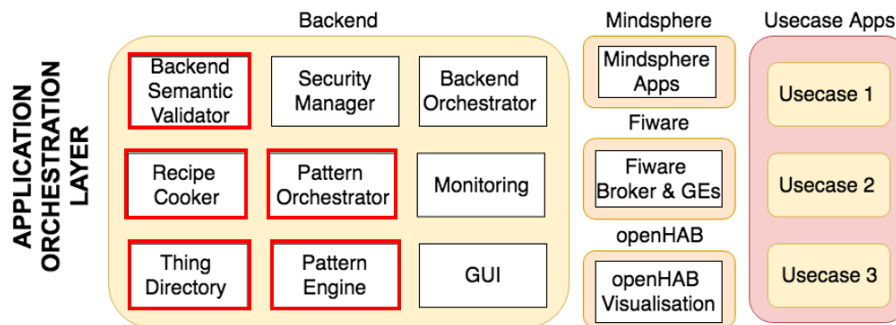 Backend
Mindsphere
Usecase Apps
APPLICATION
ORCHESTRATION
LAYER
Backend
Semantic
Validator
Security
Manager
Backend
Orchestrator
Recipe
Cooker
Pattern
Orchestrator
Monitoring
Thing
Directory
Pattern
Engine
GUI
Mindsphere
Apps
Fiware
Fiware
Broker & GEs
openHAB
openHAB
Visualisation
Usecase 1
Usecase 2
Usecase 3